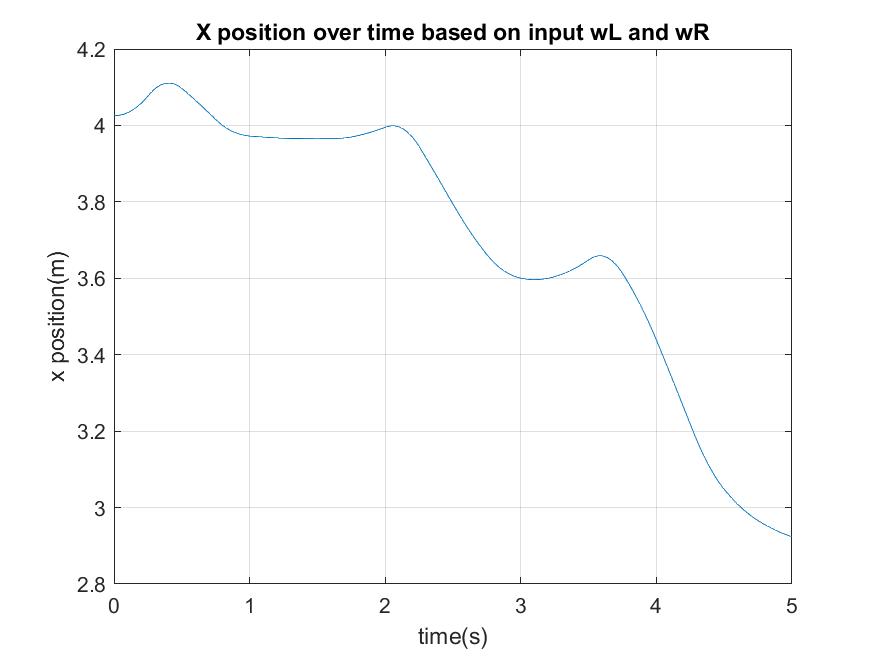 X position over time based on input wL and wR
4.2
4
3.8
3.6
3.4
3.2
3
2.8
x position(m)
0 1 2 3 4 5
time(s)